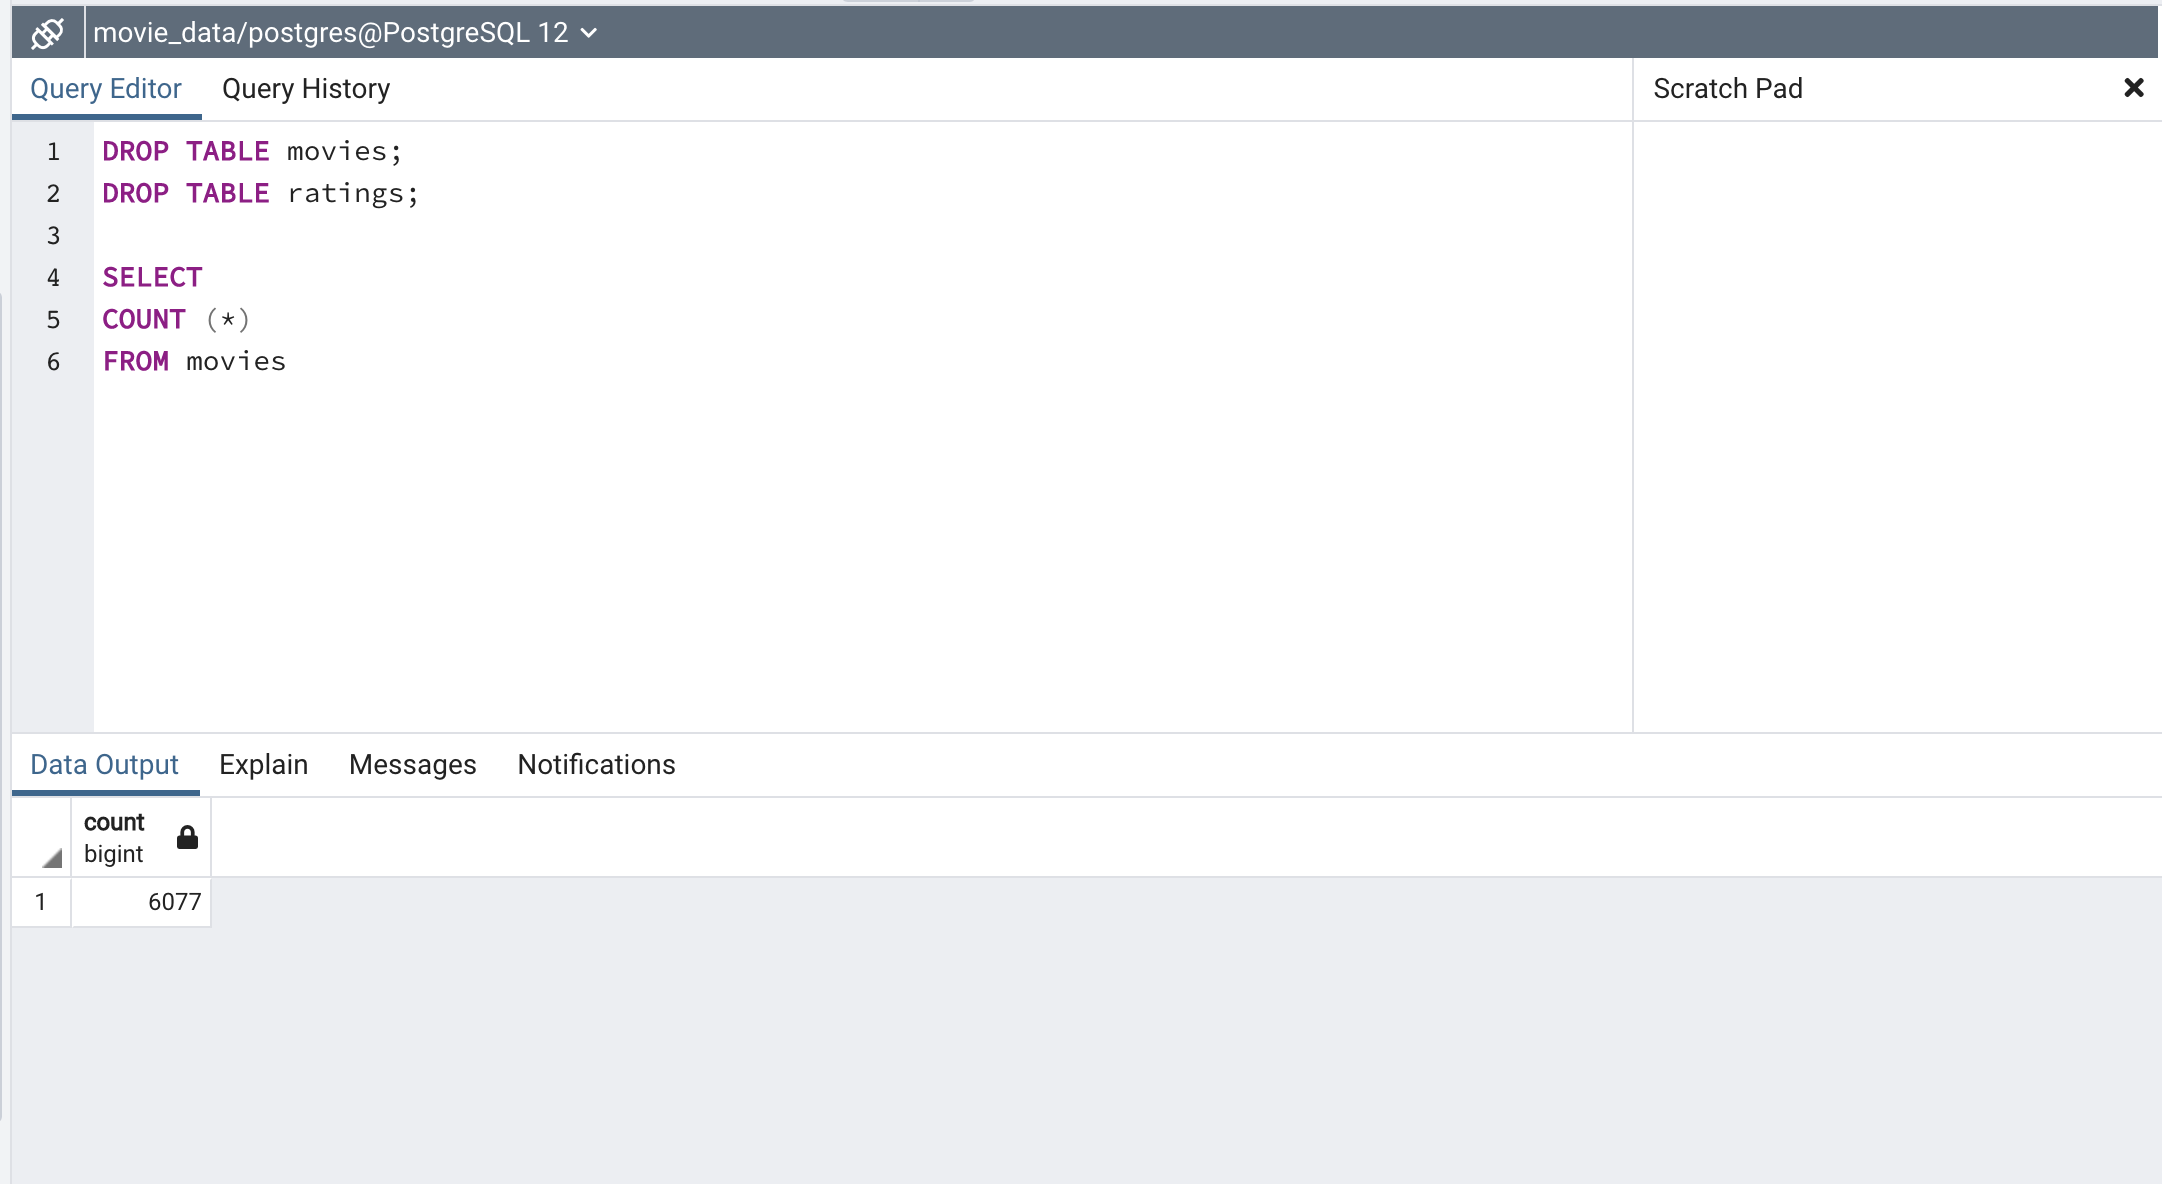 movie_data/postgres@PostgreSQL 12
Query Editor Query History Scratch Pad
1 DROP TABLE movies;
2 DROP TABLE ratings;
3
4 SELECT
5 COUNT (*)
6 FROM movies
Data Output Explain Messages Notifications
count
bigint
1 6077